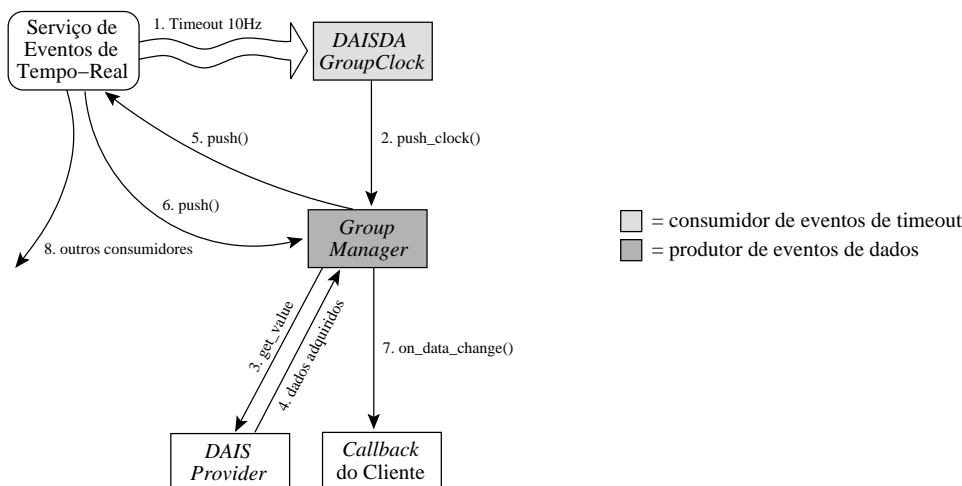 Serviço de
Eventos de
Tempo−Real
1. Timeout 10Hz
DAISDA
GroupClock
5. push()
2. push_clock()
6. push()
8. outros consumidores
Group
Manager
= consumidor de eventos de timeout
= produtor de eventos de dados
3. get_value
4. dados adquiridos
7. on_data_change()
DAIS
Provider
Callback
do Cliente